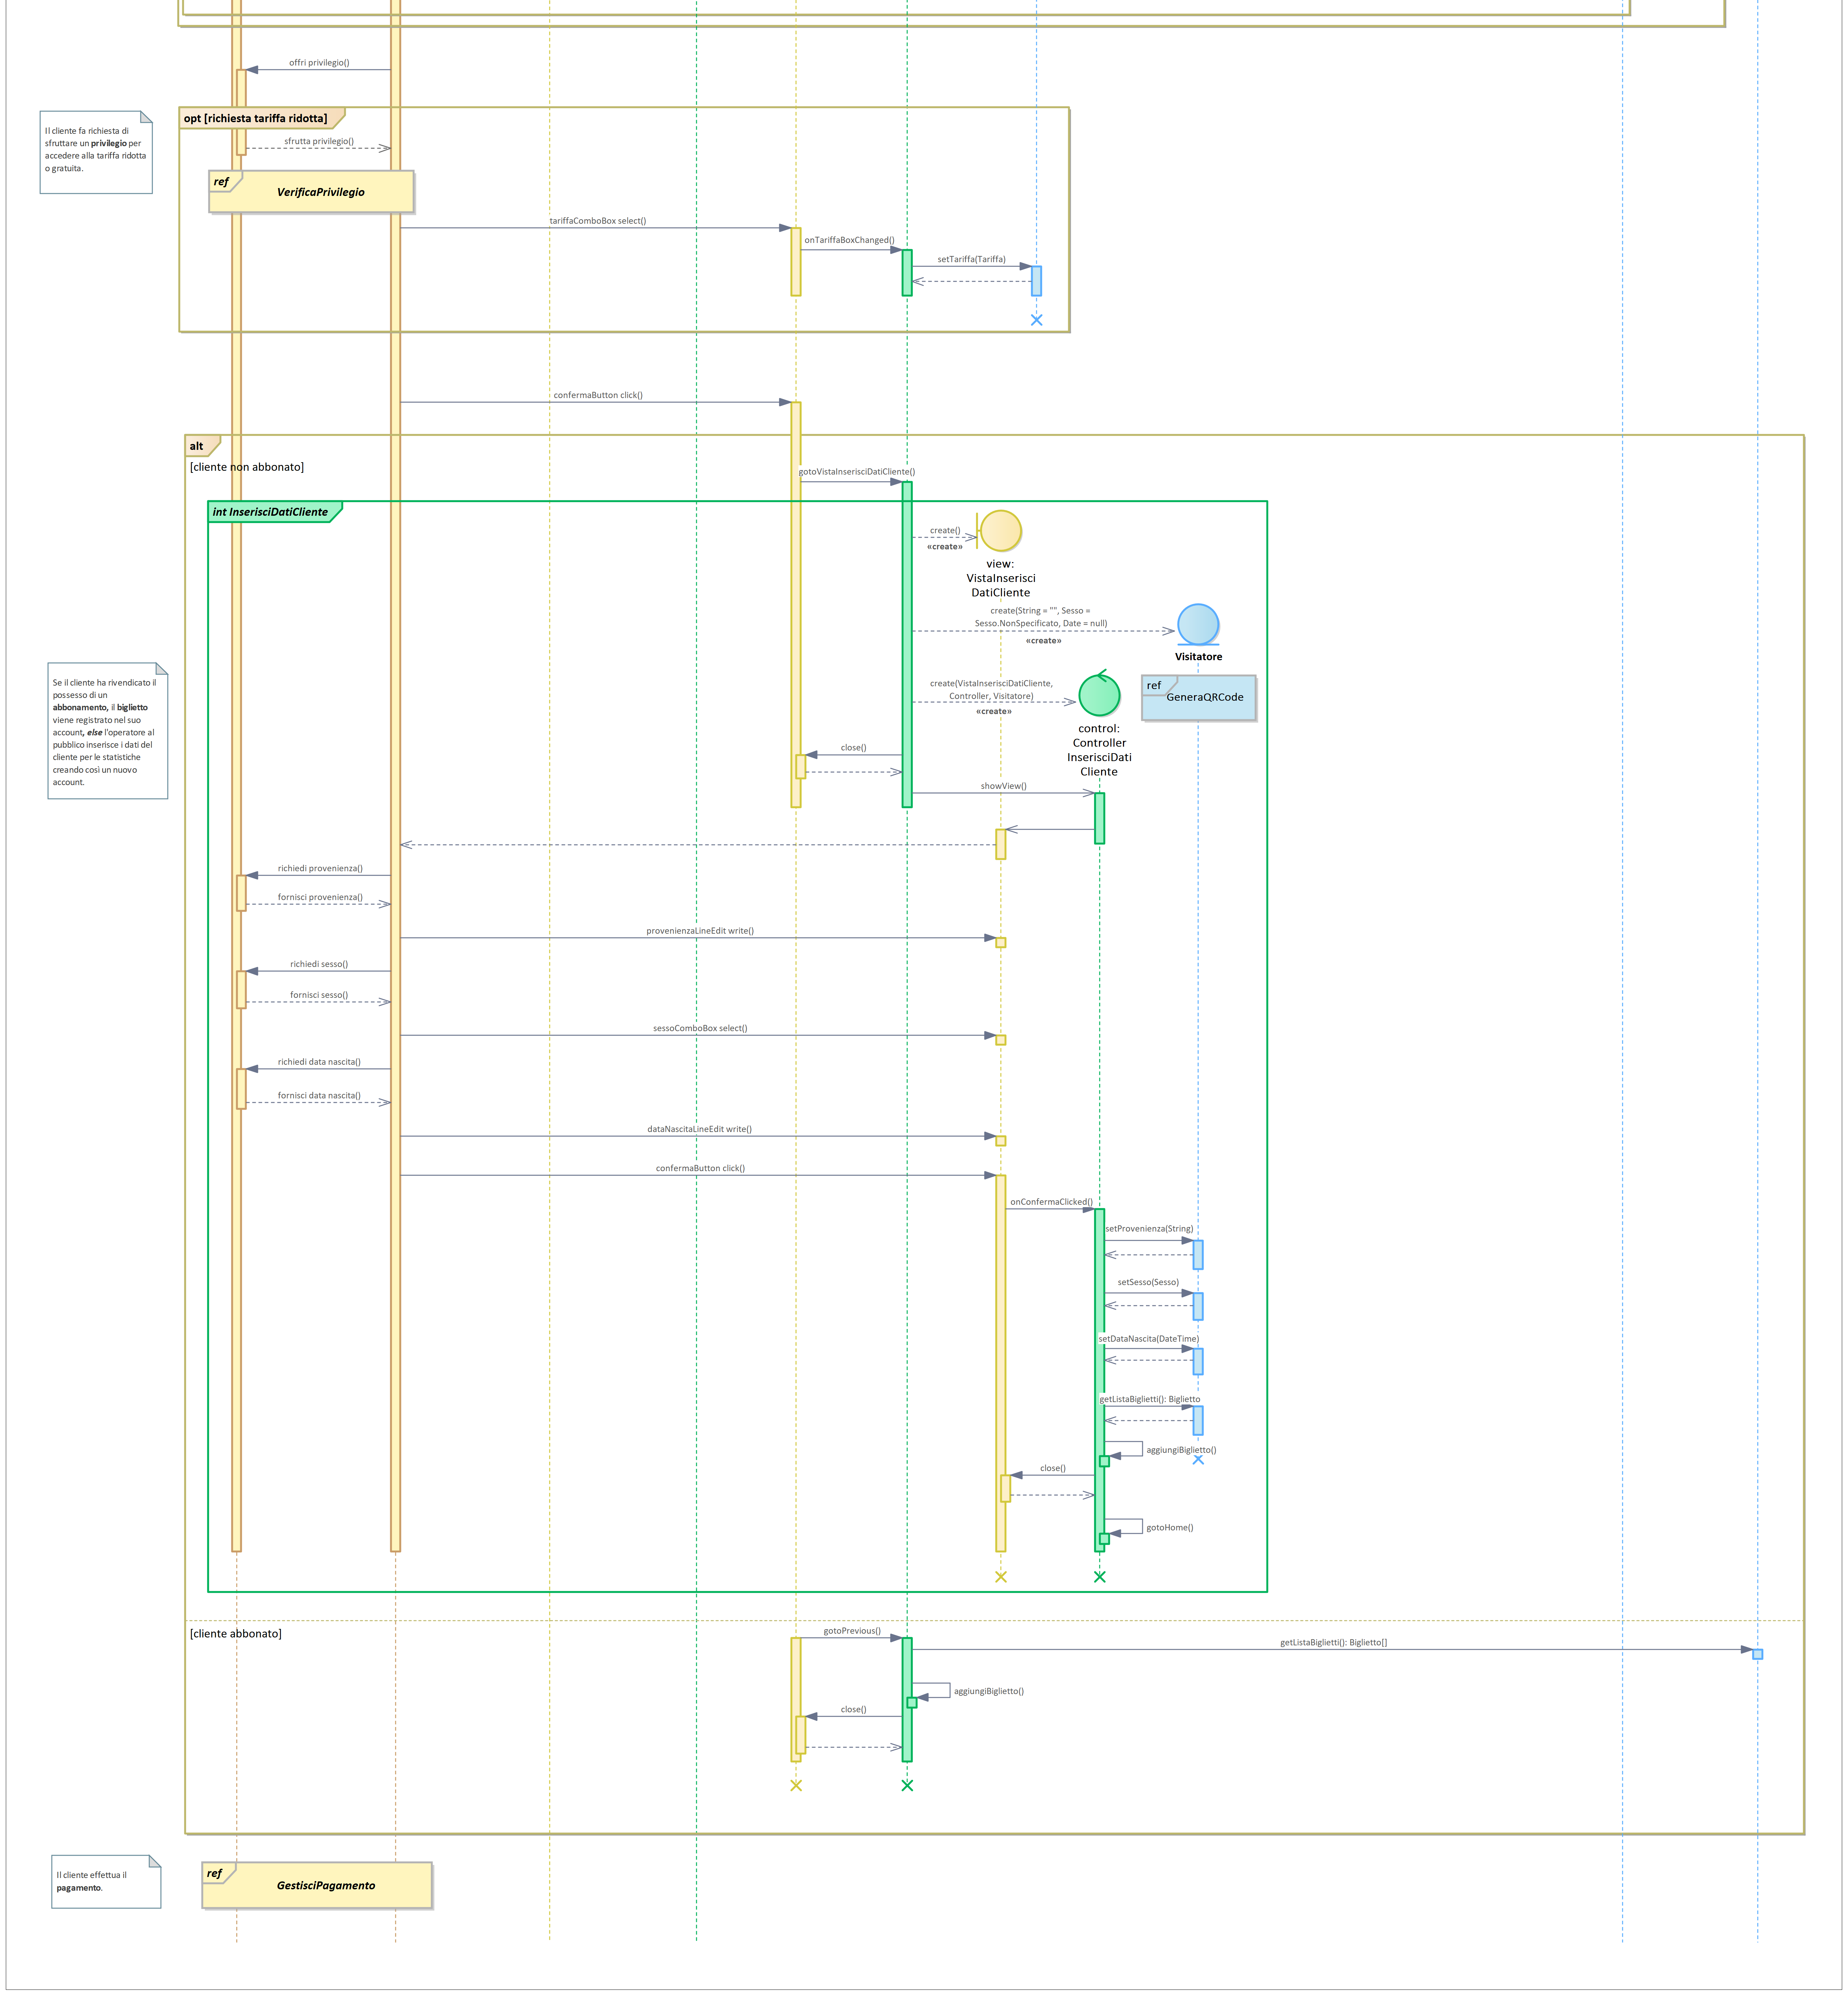 offri privilegio()
opt [richiesta tariffa ridotta]
Il cliente fa richiesta di
sfruttare un privilegio per
accedere alla tariffa ridotta
o gratuita.
sfrutta privilegio()
ref
VerificaPrivilegio
tariffaComboBox select()
onTariffaBoxChanged()
setTariffa(Tariffa)
confermaButton click()
alt
[cliente non abbonato]
gotoVistaInserisciDatiCliente()
int InserisciDatiCliente
create()
«create»
view:
VistaInserisci
DatiCliente
create(String = "", Sesso =
Sesso.NonSpecificato, Date = null)
«create»
Visitatore
Se il cliente ha rivendicato il
possesso di un
abbonamento, il biglietto
viene registrato nel suo
account, else l'operatore al
pubblico inserisce i dati del
cliente per le statistiche
creando così un nuovo
account.
create(VistaInserisciDatiCliente,
Controller, Visitatore)
«create»
ref
GeneraQRCode
control:
Controller
InserisciDati
Cliente
close()
showView()
richiedi provenienza()
fornisci provenienza()
provenienzaLineEdit write()
richiedi sesso()
fornisci sesso()
sessoComboBox select()
richiedi data nascita()
fornisci data nascita()
dataNascitaLineEdit write()
confermaButton click()
onConfermaClicked()
setProvenienza(String)
setSesso(Sesso)
setDataNascita(DateTime)
getListaBiglietti(): Biglietto
aggiungiBiglietto()
close()
gotoHome()
[cliente abbonato]
gotoPrevious()
getListaBiglietti(): Biglietto[]
aggiungiBiglietto()
close()
Il cliente effettua il
pagamento.
ref
GestisciPagamento